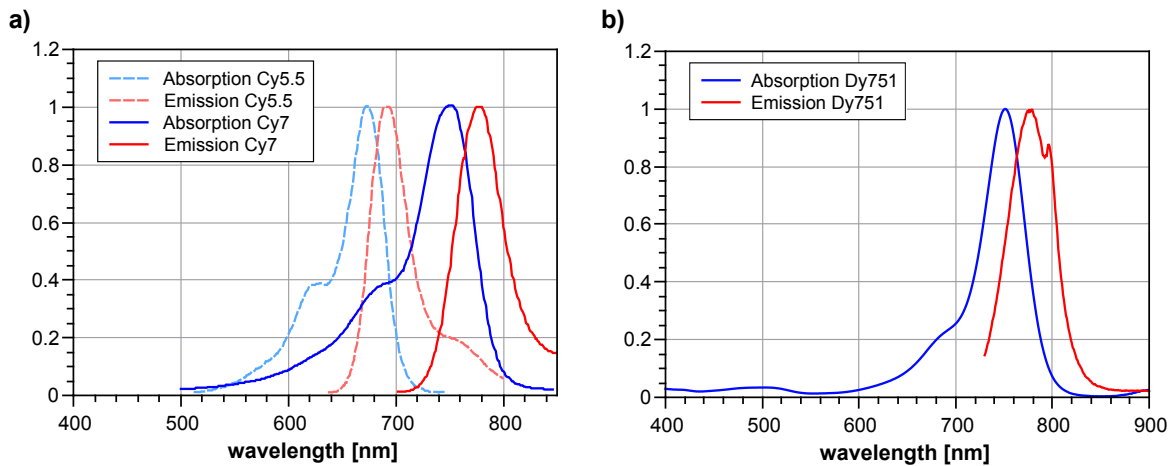 a)
1.2
1
0.8
0.6
0.4
0.2
0
400 500 600 700 800
wavelength [nm]
Absorption Cy5.5
Emission Cy5.5
Absorption Cy7
Emission Cy7
b)
1.2
1
0.8
0.6
0.4
0.2
0
400 500 600 700 800 900
wavelength [nm]
Absorption Dy751
Emission Dy751